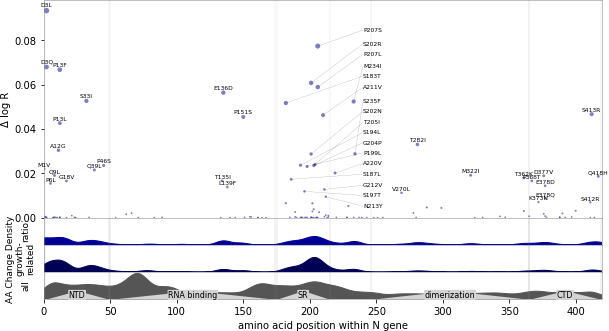 D3L
P207S
S202R
P207L
M234I
S183T
A211V
S235F
S202N
T205I
S194L
G204P
P199L
A220V
S187L
G212V
S197T
N213Y
D3Q
P13F
S33I
E136D
P151S
P13L
A12G
M1V
Q9L
P6L
G18V
Q39L
P46S
T135I
L139F
V270L
T282I
M322I
T362K
D377V
E378D
E378Q
K373N
S413R
Q418H
S412R
Δ log R
0.08
0.06
0.04
0.02
0.00
AA Change Density
all
growth-related
ratio
NTD
RNA binding
SR
dimerization
CTD
0
50
100
150
200
250
300
350
400
amino acid position within N gene